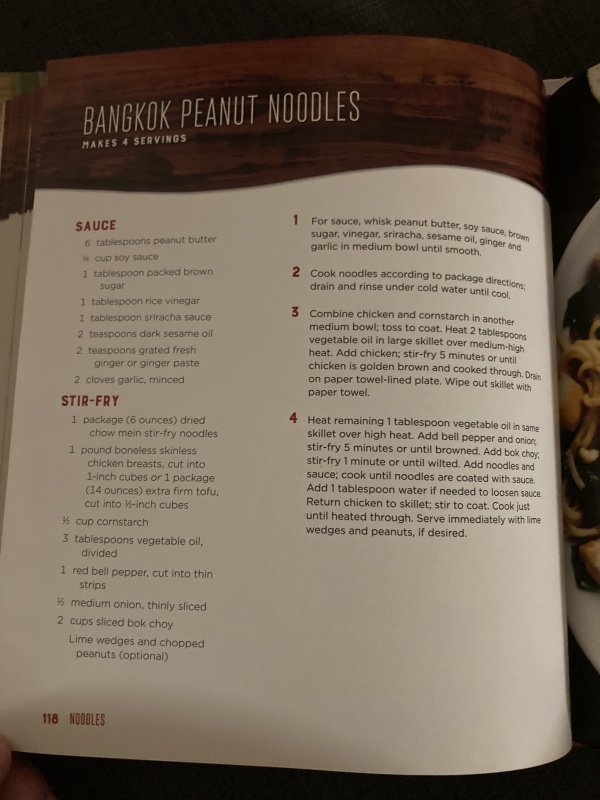 BANGKOK PEANUT NOODLES
MAKES 4 SERVINGS
SAUCE
6 tablespoons peanut butter
¼ cup soy sauce
1 tablespoon packed brown
sugar
1 tablespoon rice vinegar
1 tablespoon sriracha sauce
2 teaspoons dark sesame oil
2 teaspoons grated fresh
ginger or ginger paste
2 cloves garlic, minced
STIR-FRY
1 package (6 ounces) dried
chow mein stir-fry noodles
1 pound boneless skinless
chicken breasts, cut into
1-inch cubes or 1 package
(14 ounces) extra firm tofu,
cut into ½-inch cubes
½ cup cornstarch
3 tablespoons vegetable oil,
divided
1 red bell pepper, cut into thin
strips
½ medium onion, thinly sliced
2 cups sliced bok choy
Lime wedges and chopped
peanuts (optional)
1 For sauce, whisk peanut butter, soy sauce, brown
sugar, vinegar, sriracha, sesame oil, ginger and
garlic in medium bowl until smooth.
2 Cook noodles according to package directions;
drain and rinse under cold water until cool.
3 Combine chicken and cornstarch in another
medium bowl; toss to coat. Heat 2 tablespoons
vegetable oil in large skillet over medium-high
heat. Add chicken; stir-fry 5 minutes or until
chicken is golden brown and cooked through. Drain
on paper towel-lined plate. Wipe out skillet with
paper towel.
4 Heat remaining 1 tablespoon vegetable oil in same
skillet over high heat. Add bell pepper and onion;
stir-fry 5 minutes or until browned. Add bok choy;
stir-fry 1 minute or until wilted. Add noodles and
sauce; cook until noodles are coated with sauce.
Add 1 tablespoon water if needed to loosen sauce.
Return chicken to skillet; stir to coat. Cook just
until heated through. Serve immediately with lime
wedges and peanuts, if desired.
118 NOODLES